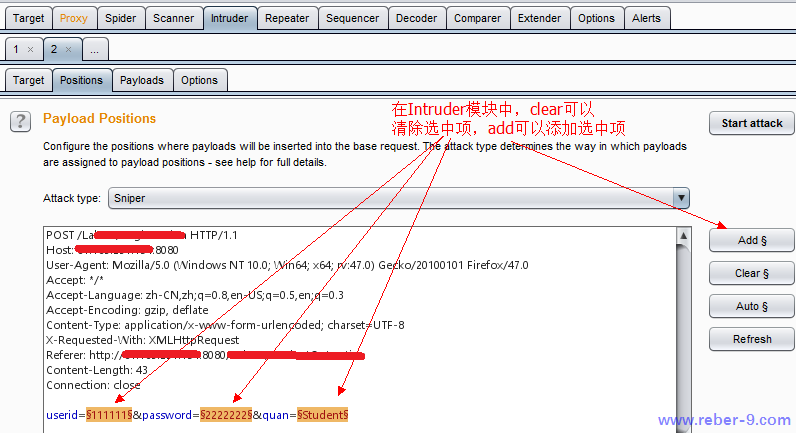 Target Proxy Spider Scanner Intruder Repeater Sequencer Decoder Comparer Extender Options Alerts
1 × 2 × ...
Target Positions Payloads Options
在Intruder模块中，clear可以
清除选中项，add可以添加选中项
? Payload Positions
Start attack
Configure the positions where payloads will be inserted into the base request. The attack type determines the way in which payloads
are assigned to payload positions - see help for full details.
Attack type: Sniper
POST HTTP/1.1
Host: :8080
User-Agent: Mozilla/5.0 (Windows NT 10.0; Win64; x64; rv:47.0) Gecko/20100101 Firefox/47.0
Accept: */*
Accept-Language: zh-CN,zh;q=0.8,en-US;q=0.5,en;q=0.3
Accept-Encoding: gzip, deflate
Content-Type: application/x-www-form-urlencoded; charset=UTF-8
X-Requested-With: XMLHttpRequest
Referer: http:// :8080
Content-Length: 43
Connection: close
userid=§111111§&password=§2222222§&quan=§Student§
Add §
Clear §
Auto §
Refresh
www.reber-9.com